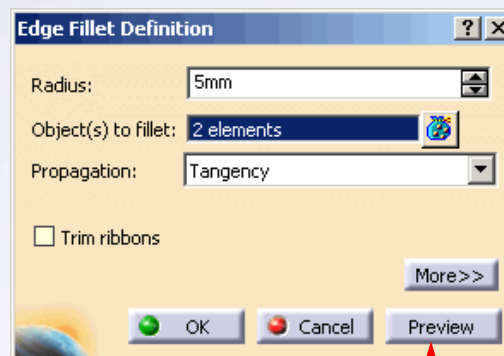 Edge Fillet Definition ? X
Radius: 5mm
Object(s) to fillet: 2 elements
Propagation: Tangency
Trim ribbons
More>>
OK Cancel Preview